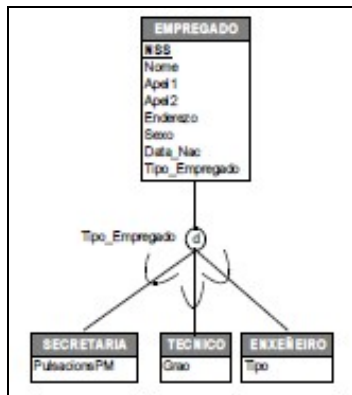 EMPREGADO
NSS
Nome
Apel1
Apel2
Enderezo
Sexo
Data_Nac
Tipo_Empregado
Tipo_Empregado
d
SECRETARIA
TECNICO
ENXEÑEIRO
PulsacionsPM
Grao
Tipo